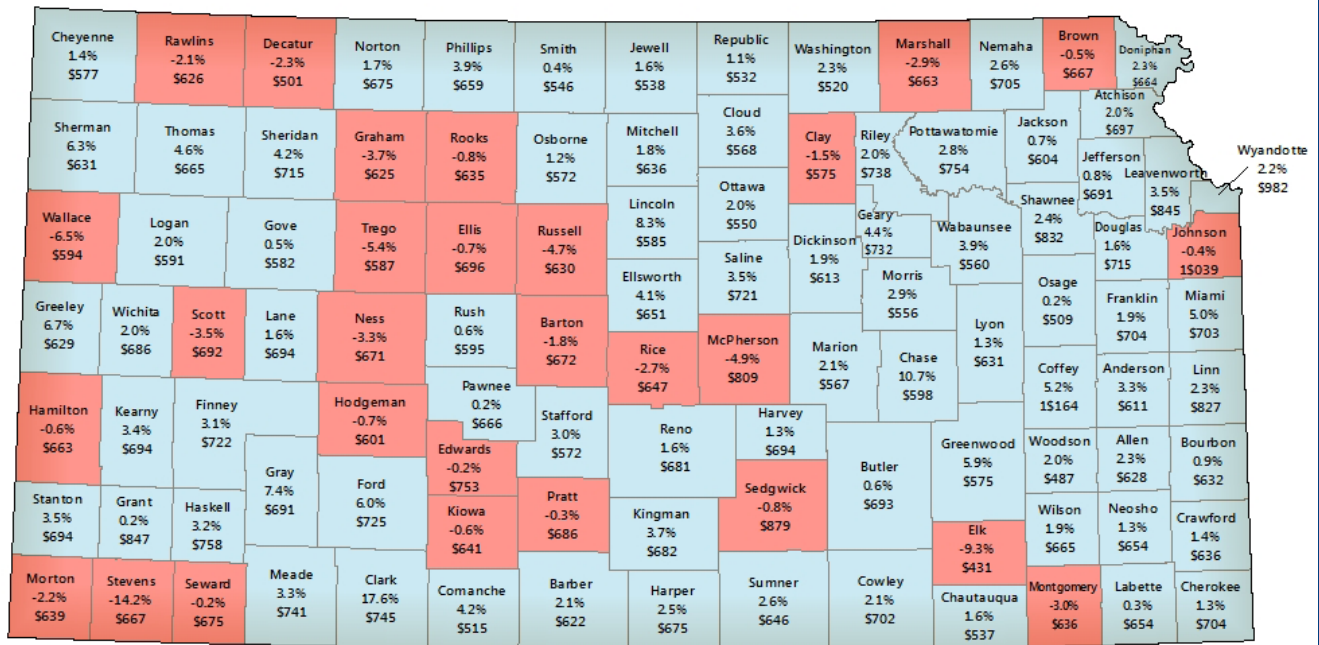 Cheyenne
1.4%
$577
Rawlins
-2.1%
$626
Decatur
-2.3%
$501
Norton
1.7%
$675
Phillips
3.9%
$659
Smith
0.4%
$546
Jewell
1.6%
$538
Republic
1.1%
$532
Washington
2.3%
$520
Marshall
-2.9%
$663
Nemaha
2.6%
$705
Brown
-0.5%
$667
Doniphan
2.3%
$664
Atchison
2.0%
$697
Sherman
6.3%
$631
Thomas
4.6%
$665
Sheridan
4.2%
$715
Graham
-3.7%
$625
Rooks
-0.8%
$635
Osborne
1.2%
$572
Mitchell
1.8%
$636
Cloud
3.6%
$568
Clay
-1.5%
$575
Riley
2.0%
$738
Pottawatomie
2.8%
$754
Jackson
0.7%
$604
Jefferson
0.8%
$691
Leavenworth
3.5%
$845
Wyandotte
2.2%
$982
Wallace
-6.5%
$594
Logan
2.0%
$591
Gove
0.5%
$582
Trego
-5.4%
$587
Ellis
-0.7%
$696
Russell
-4.7%
$630
Lincoln
8.3%
$585
Ottawa
2.0%
$550
Dickinson
1.9%
$613
Geary
4.4%
$732
Wabaunsee
3.9%
$560
Shawnee
2.4%
$832
Douglas
1.6%
$715
Johnson
-0.4%
1$039
Ellsworth
4.1%
$651
Saline
3.5%
$721
Morris
2.9%
$556
Osage
0.2%
$509
Franklin
1.9%
$704
Miami
5.0%
$703
Greeley
6.7%
$629
Wichita
2.0%
$686
Scott
-3.5%
$692
Lane
1.6%
$694
Ness
-3.3%
$671
Rush
0.6%
$595
Barton
-1.8%
$672
Rice
-2.7%
$647
McPherson
-4.9%
$809
Marion
2.1%
$567
Chase
10.7%
$598
Lyon
1.3%
$631
Coffey
5.2%
1$164
Anderson
3.3%
$611
Linn
2.3%
$827
Hamilton
-0.6%
$663
Kearny
3.4%
$694
Finney
3.1%
$722
Hodgeman
-0.7%
$601
Pawnee
0.2%
$666
Stafford
3.0%
$572
Reno
1.6%
$681
Harvey
1.3%
$694
Butler
0.6%
$693
Greenwood
5.9%
$575
Woodson
2.0%
$487
Allen
2.3%
$628
Bourbon
0.9%
$632
Gray
7.4%
$691
Ford
6.0%
$725
Edwards
-0.2%
$753
Kiowa
-0.6%
$641
Pratt
-0.3%
$686
Kingman
3.7%
$682
Sedgwick
-0.8%
$879
Elk
-9.3%
$431
Wilson
1.9%
$665
Neosho
1.3%
$654
Crawford
1.4%
$636
Stanton
3.5%
$694
Grant
0.2%
$847
Haskell
3.2%
$758
Morton
-2.2%
$639
Stevens
-14.2%
$667
Seward
-0.2%
$675
Meade
3.3%
$741
Clark
17.6%
$745
Comanche
4.2%
$515
Barber
2.1%
$622
Harper
2.5%
$675
Sumner
2.6%
$646
Cowley
2.1%
$702
Chautauqua
1.6%
$537
Montgomery
-3.0%
$636
Labette
0.3%
$654
Cherokee
1.3%
$704